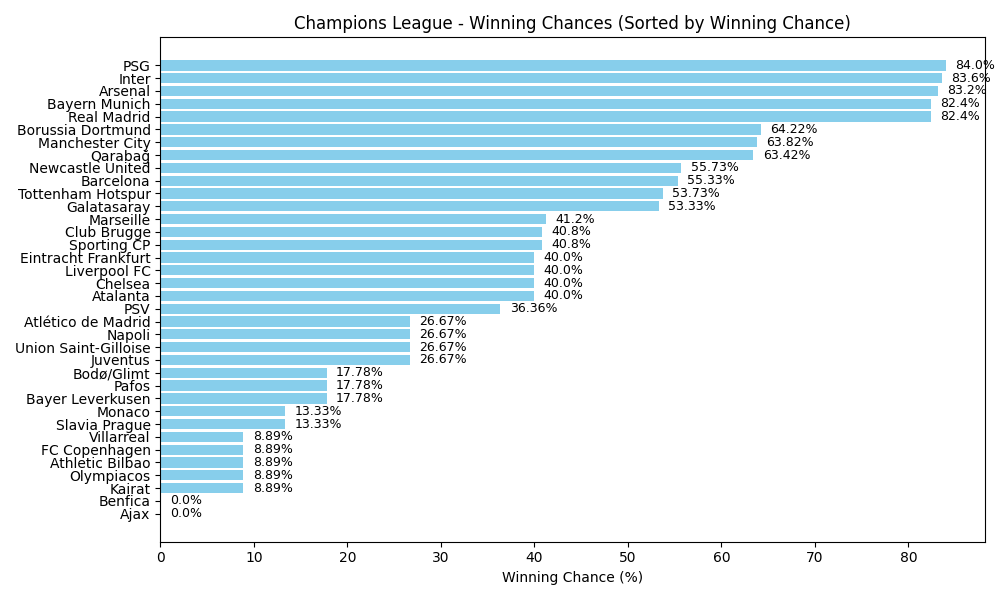 Champions League - Winning Chances (Sorted by Winning Chance)
PSG 84.0%
Inter 83.6%
Arsenal 83.2%
Bayern Munich 82.4%
Real Madrid 82.4%
Borussia Dortmund 64.22%
Manchester City 63.82%
Qarabağ 63.42%
Newcastle United 55.73%
Barcelona 55.33%
Tottenham Hotspur 53.73%
Galatasaray 53.33%
Marseille 41.2%
Club Brugge 40.8%
Sporting CP 40.8%
Eintracht Frankfurt 40.0%
Liverpool FC 40.0%
Chelsea 40.0%
Atalanta 40.0%
PSV 36.36%
Atlético de Madrid 26.67%
Napoli 26.67%
Union Saint-Gilloise 26.67%
Juventus 26.67%
Bodø/Glimt 17.78%
Pafos 17.78%
Bayer Leverkusen 17.78%
Monaco 13.33%
Slavia Prague 13.33%
Villarreal 8.89%
FC Copenhagen 8.89%
Athletic Bilbao 8.89%
Olympiacos 8.89%
Kairat 8.89%
Benfica 0.0%
Ajax 0.0%
0 10 20 30 40 50 60 70 80
Winning Chance (%)